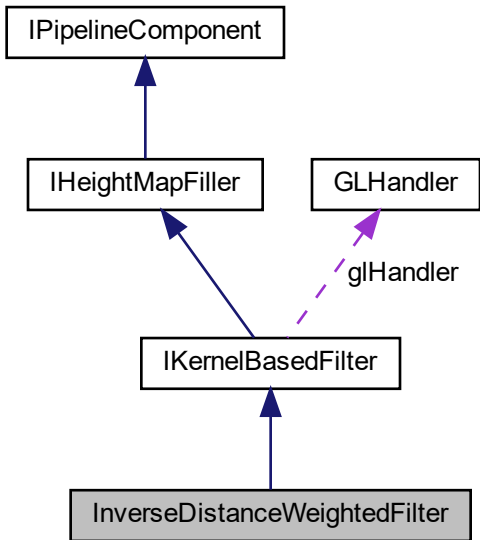 IPipelineComponent
IHeightMapFiller
GLHandler
glHandler
IKernelBasedFilter
InverseDistanceWeightedFilter